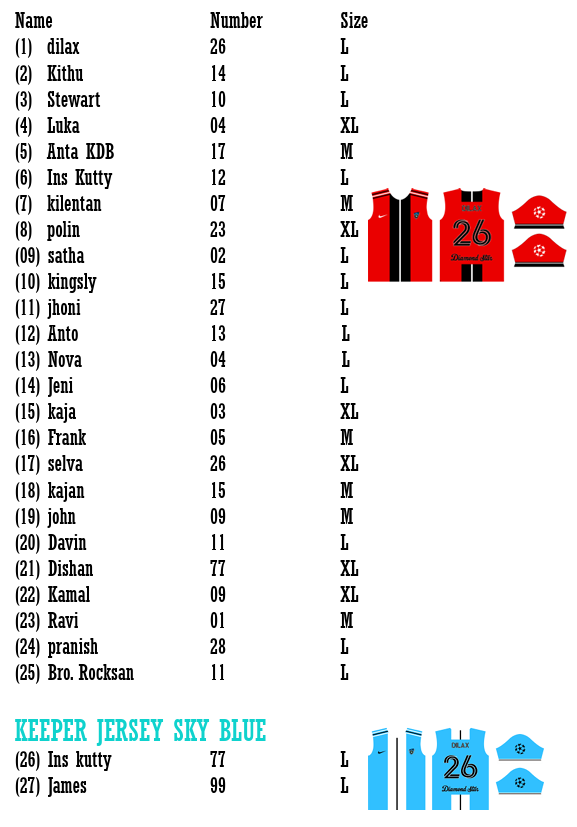 Name Number Size
(1) dilax 26 L
(2) Kithu 14 L
(3) Stewart 10 L
(4) Luka 04 XL
(5) Anta KDB 17 M
(6) Ins Kutty 12 L
(7) kilentan 07 M
(8) polin 23 XL
(09) satha 02 L
(10) kingsly 15 L
(11) jhoni 27 L
(12) Anto 13 L
(13) Nova 04 L
(14) Jeni 06 L
(15) kaja 03 XL
(16) Frank 05 M
(17) selva 26 XL
(18) kajan 15 M
(19) john 09 M
(20) Davin 11 L
(21) Dishan 77 XL
(22) Kamal 09 XL
(23) Ravi 01 M
(24) pranish 28 L
(25) Bro. Rocksan 11 L
DILAX
26
Diamond Star
KEEPER JERSEY SKY BLUE
(26) Ins kutty 77 L
(27) James 99 L
DILAX
26
Diamond Star